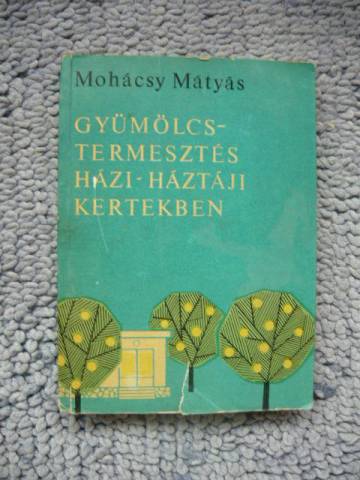 Mohácsy Mátyás
GYÜMÖLCS-
TERMESZTÉS
HÁZI-HÁZTÁJI
KERTEKBEN